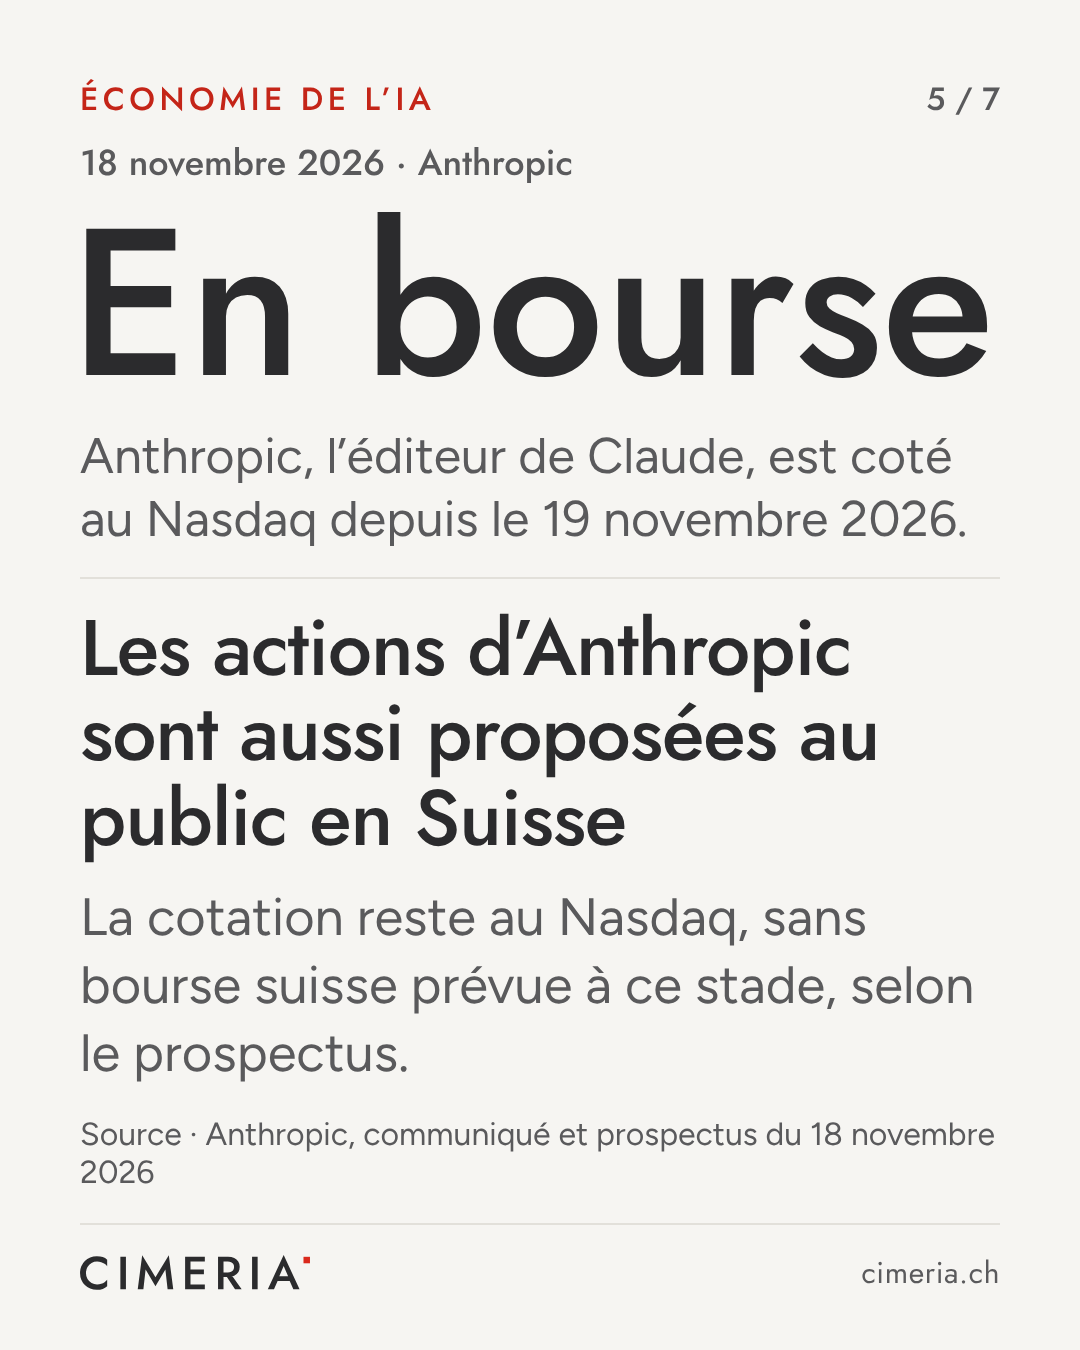 ÉCONOMIE DE L’IA
5 / 7
18 novembre 2026 · Anthropic
En bourse
Anthropic, l’éditeur de Claude, est coté
au Nasdaq depuis le 19 novembre 2026.
Les actions d’Anthropic
sont aussi proposées au
public en Suisse
La cotation reste au Nasdaq, sans
bourse suisse prévue à ce stade, selon
le prospectus.
Source · Anthropic, communiqué et prospectus du 18 novembre
2026
CIMERIA
cimeria.ch